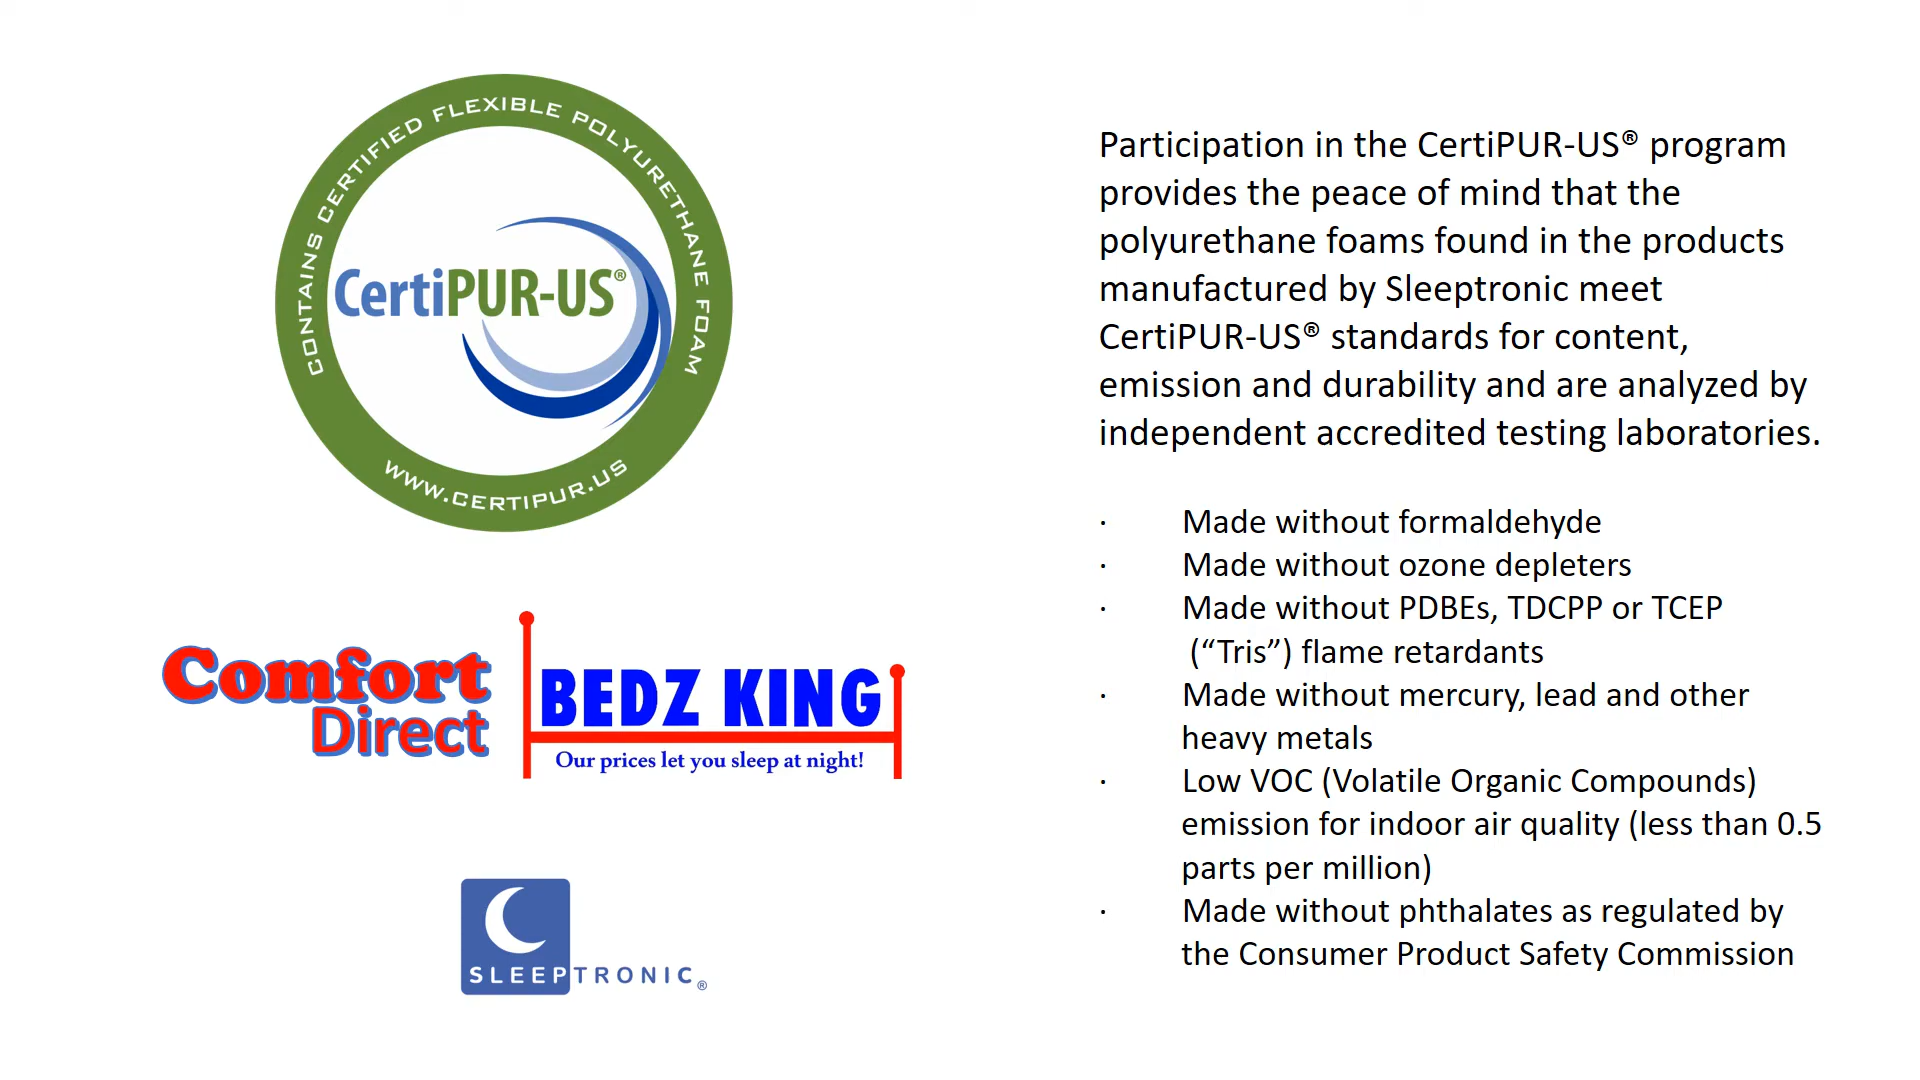 CONTAINS CERTIFIED FLEXIBLE POLYURETHANE FOAM
CertiPUR-US®
WWW.CERTIPUR.US
Comfort
Direct
BEDZ KING
Our prices let you sleep at night!
SLEEPTRONIC®
Participation in the CertiPUR-US® program
provides the peace of mind that the
polyurethane foams found in the products
manufactured by Sleeptronic meet
CertiPUR-US® standards for content,
emission and durability and are analyzed by
independent accredited testing laboratories.
· Made without formaldehyde
· Made without ozone depleters
· Made without PDBEs, TDCPP or TCEP
(“Tris”) flame retardants
· Made without mercury, lead and other
heavy metals
· Low VOC (Volatile Organic Compounds)
emission for indoor air quality (less than 0.5
parts per million)
· Made without phthalates as regulated by
the Consumer Product Safety Commission